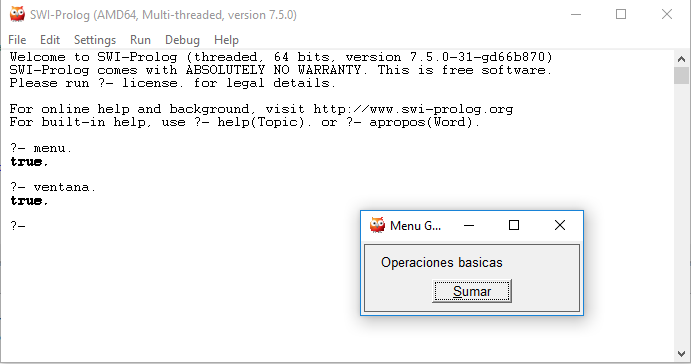 SWI-Prolog (AMD64, Multi-threaded, version 7.5.0)
File Edit Settings Run Debug Help
Welcome to SWI-Prolog (threaded, 64 bits, version 7.5.0-31-gd66b870)
SWI-Prolog comes with ABSOLUTELY NO WARRANTY. This is free software.
Please run ?- license. for legal details.
For online help and background, visit http://www.swi-prolog.org
For built-in help, use ?- help(Topic). or ?- apropos(Word).
?- menu.
true.
?- ventana.
true.
?-
Menu G...
Operaciones basicas
Sumar